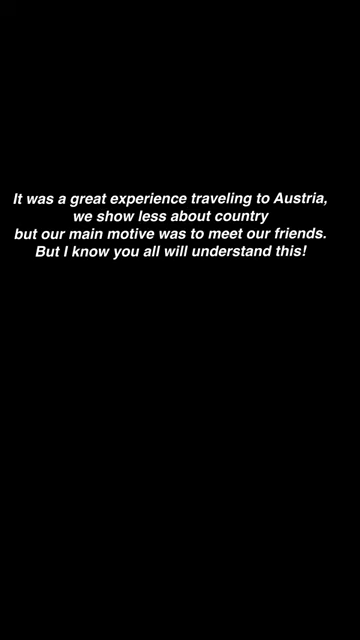 It was a great experience traveling to Austria,
we show less about country
but our main motive was to meet our friends.
But I know you all will understand this!